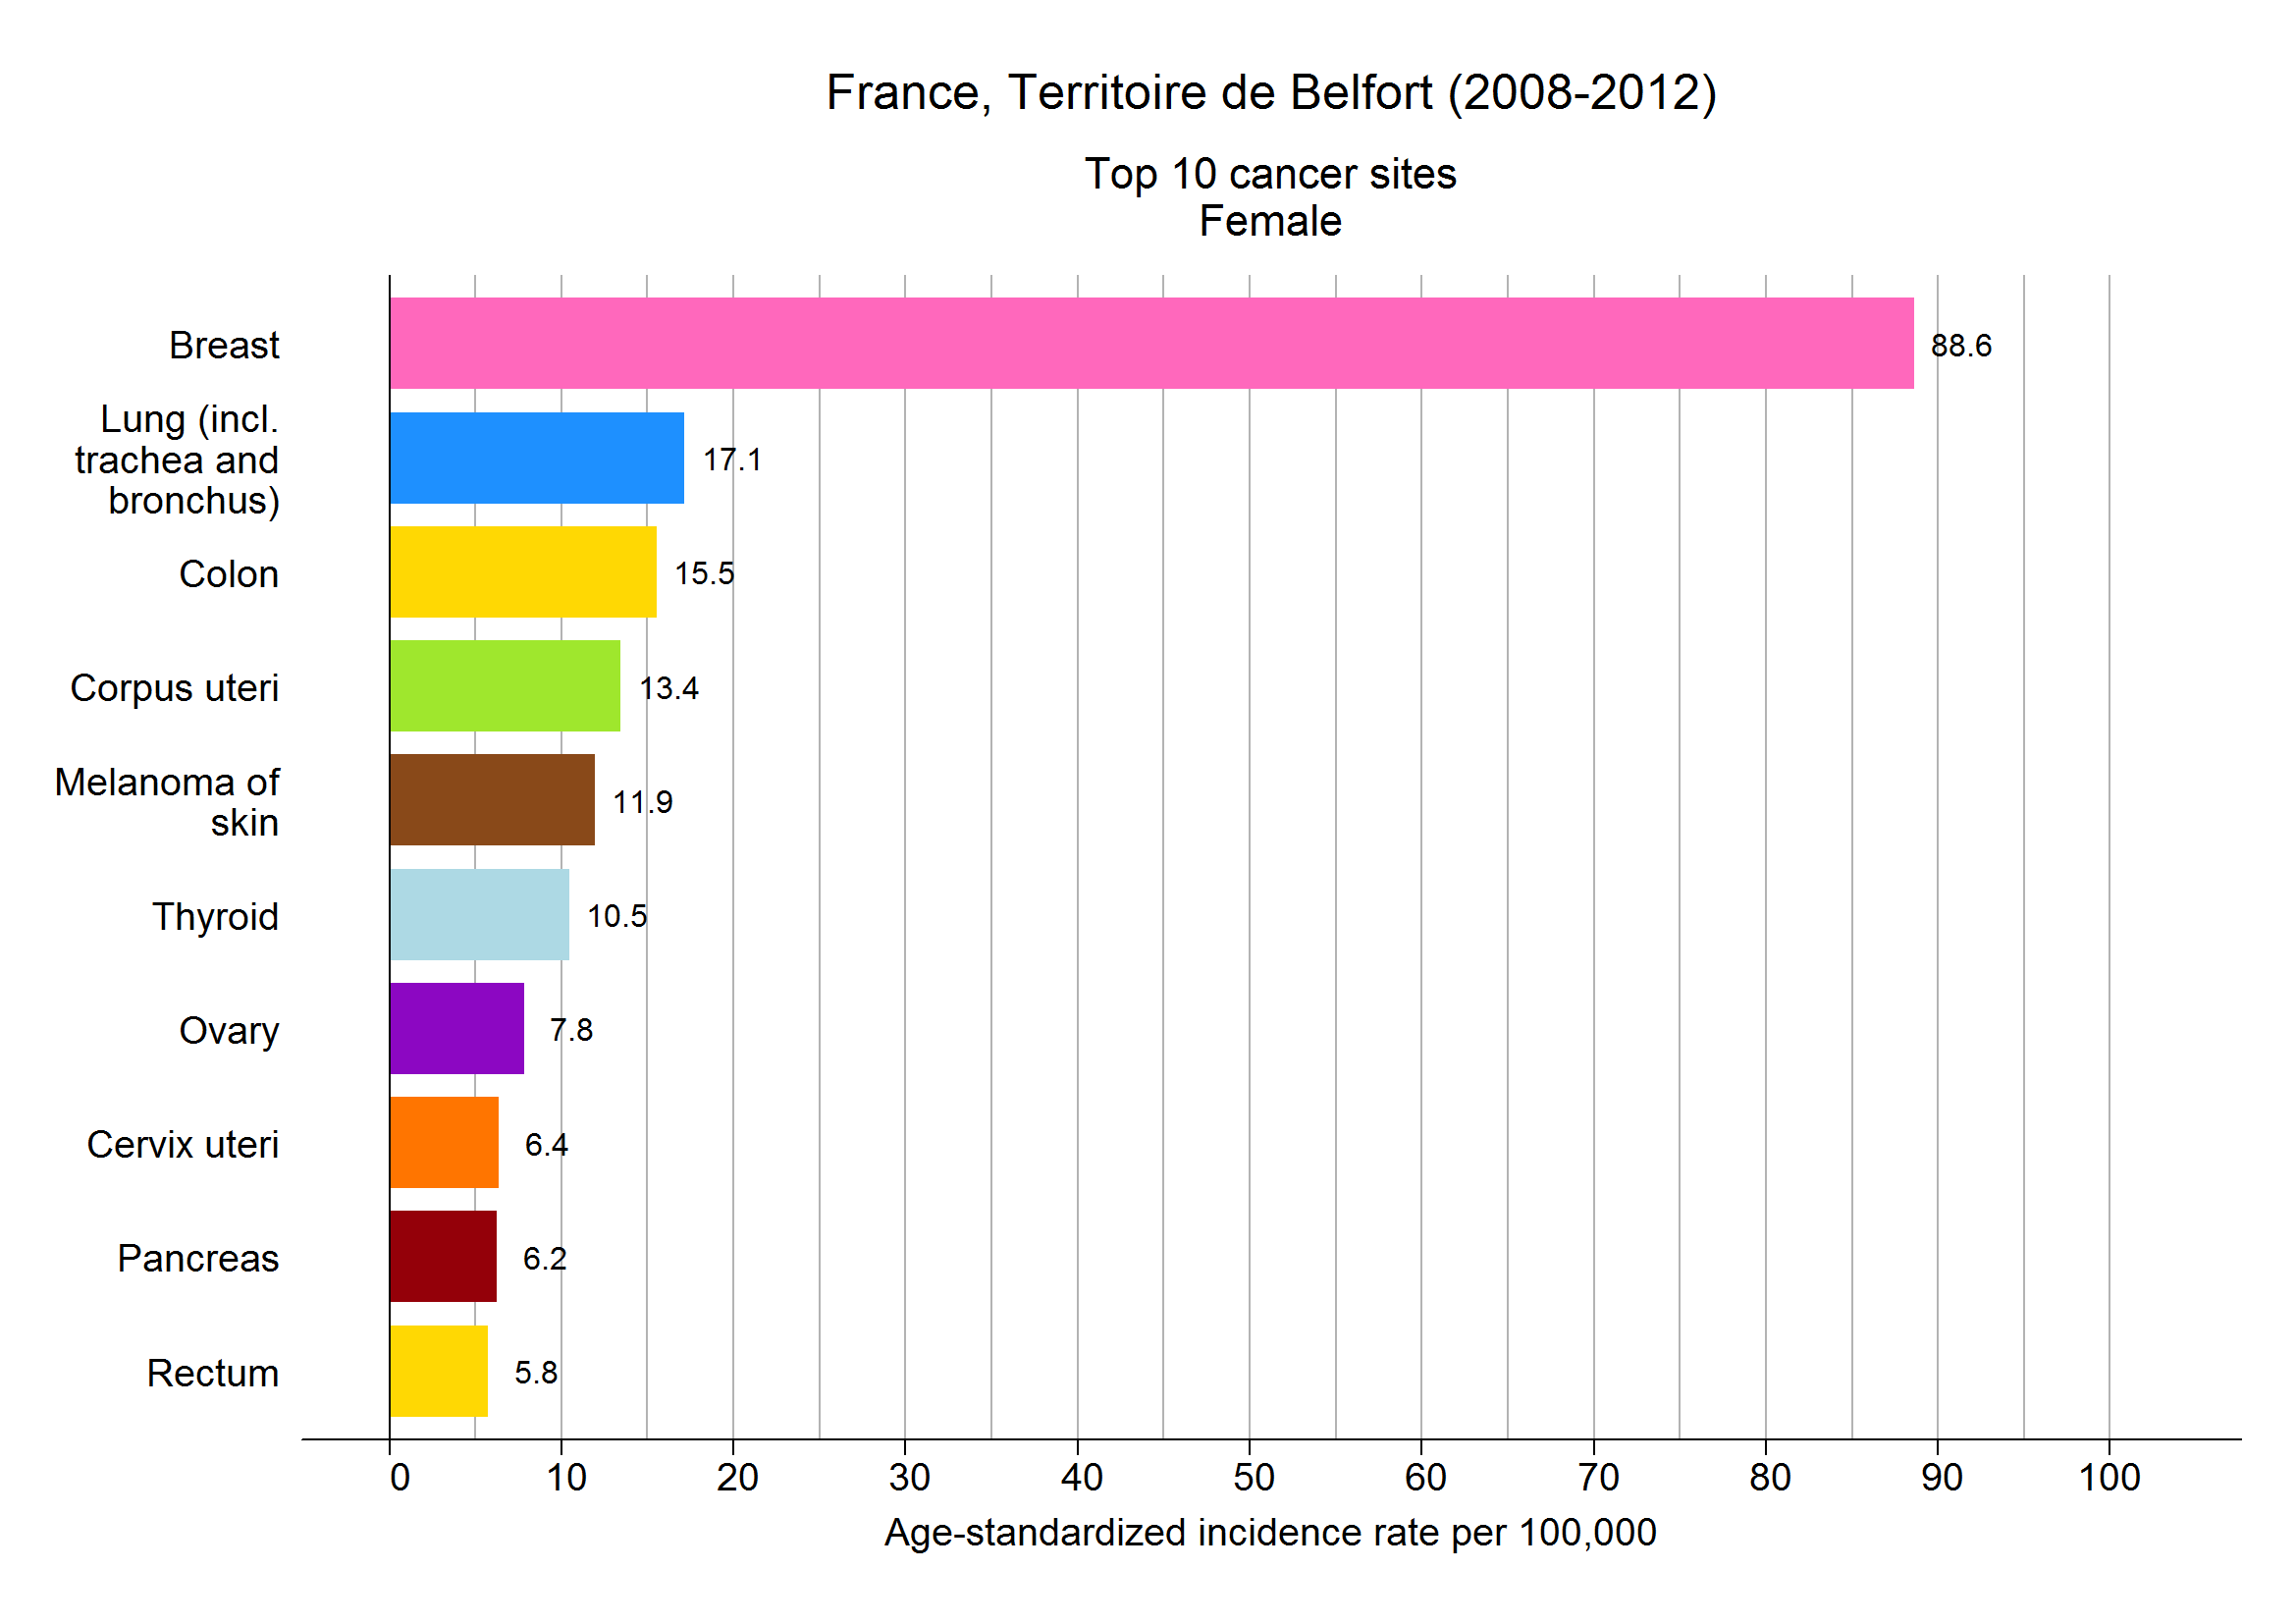 France, Territoire de Belfort (2008-2012)
Top 10 cancer sites
Female
Breast
88.6
Lung (incl.
trachea and
bronchus)
17.1
Colon
15.5
Corpus uteri
13.4
Melanoma of
skin
11.9
Thyroid
10.5
Ovary
7.8
Cervix uteri
6.4
Pancreas
6.2
Rectum
5.8
0 10 20 30 40 50 60 70 80 90 100
Age-standardized incidence rate per 100,000